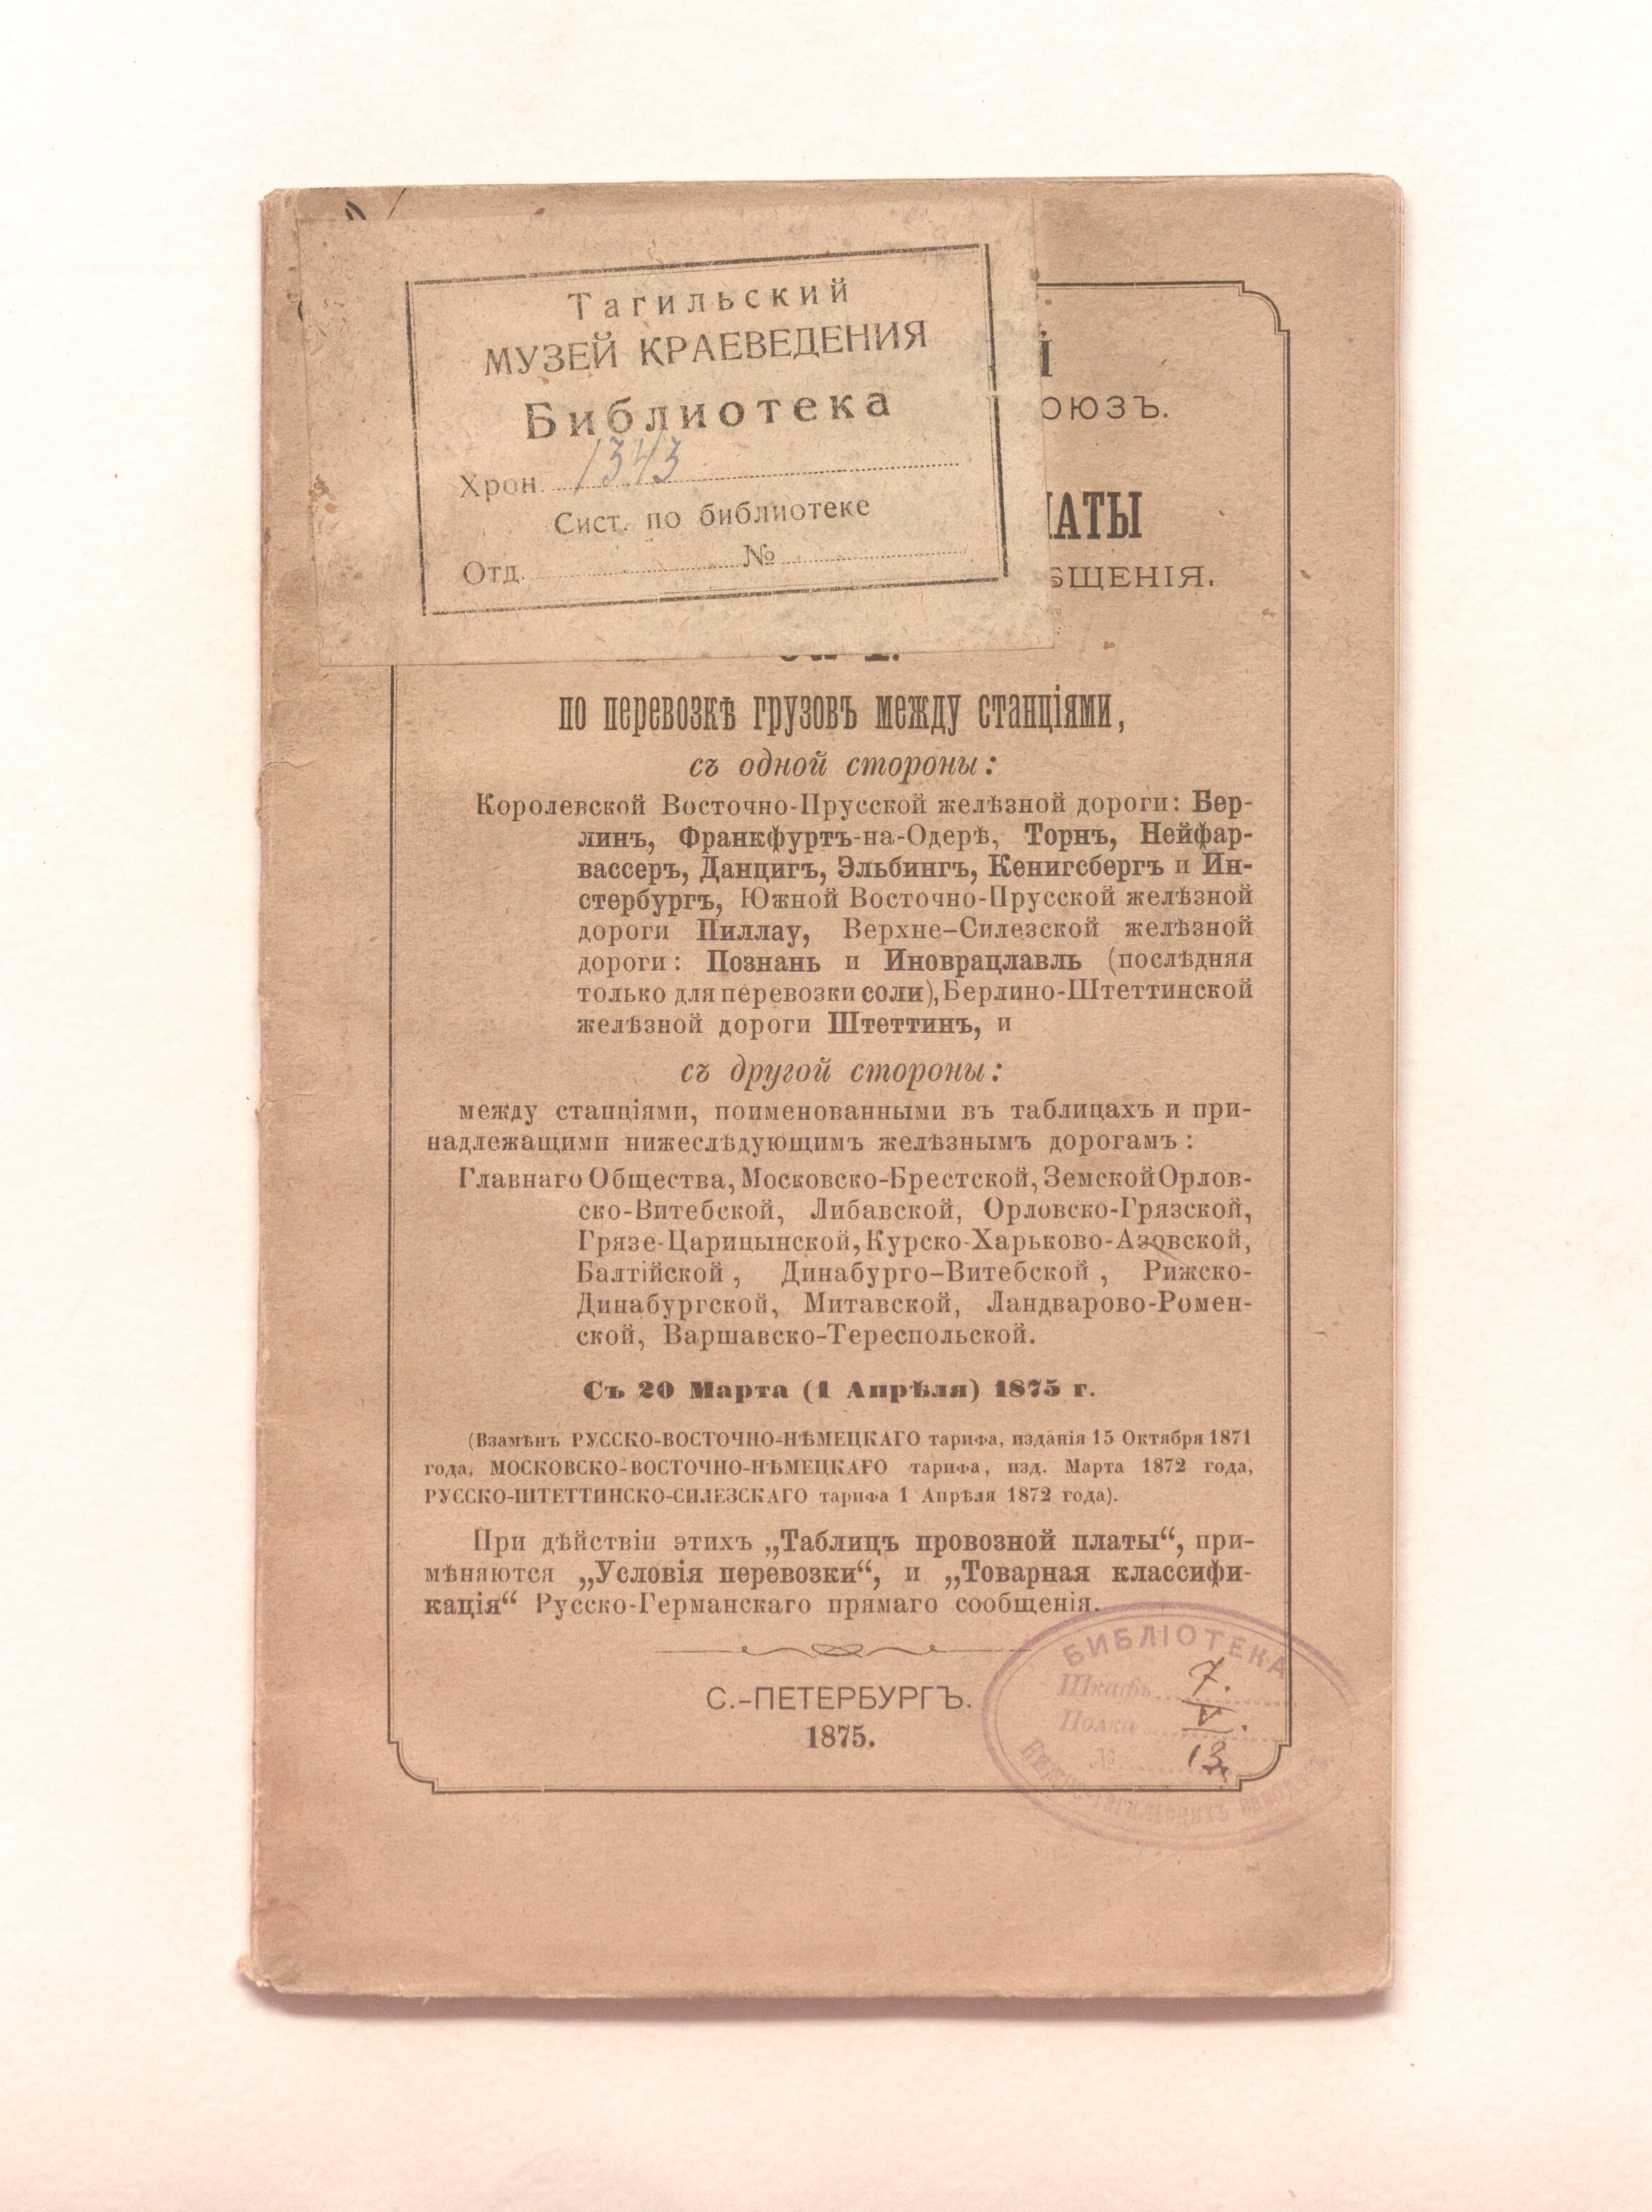 Тагильский
МУЗЕЙ КРАЕВЕДЕНИЯ
Библиотека
Хрон. 1343
Сист. по библиотеке
Отд. №
по перевозкѣ грузовъ между станціями,
съ одной стороны:
Королевской Восточно-Прусской желѣзной дороги: Бер-
линъ, Франкфуртъ-на-Одерѣ, Торнъ, Нейфар-
вассеръ, Данцигъ, Эльбингъ, Кенигсбергъ и Ин-
стербургъ, Южной Восточно-Прусской желѣзной
дороги Пиллау, Верхне-Силезской желѣзной
дороги: Познань и Иноврацлавль (послѣдняя
только для перевозки соли), Берлино-Штеттинской
желѣзной дороги Штеттинъ, и
съ другой стороны:
между станціями, поименованными въ таблицахъ и при-
надлежащими нижеслѣдующимъ желѣзнымъ дорогамъ:
Главнаго Общества, Московско-Брестской, Земской Орлов-
ско-Витебской, Либавской, Орловско-Грязской,
Грязе-Царицынской, Курско-Харьково-Азовской,
Балтійской, Динабурго-Витебской, Рижско-
Динабургской, Митавской, Ландварово-Ромен-
ской, Варшавско-Тереспольской.
Съ 20 Марта (1 Апрѣля) 1875 г.
(Взамѣнъ РУССКО-ВОСТОЧНО-НѢМЕЦКАГО тарифа, изданія 15 Октября 1871
года, МОСКОВСКО-ВОСТОЧНО-НѢМЕЦКАГО тарифа, изд. Марта 1872 года,
РУССКО-ШТЕТТИНСКО-СИЛЕЗСКАГО тарифа 1 Апрѣля 1872 года).
При дѣйствіи этихъ „Таблицъ провозной платы“, при-
мѣняются „Условія перевозки“, и „Товарная классифи-
кація“ Русско-Германскаго прямаго сообщенія.
С.-ПЕТЕРБУРГЪ.
1875.
БИБЛІОТЕКА
Шкафъ 7.
Полка V.
№ 13.